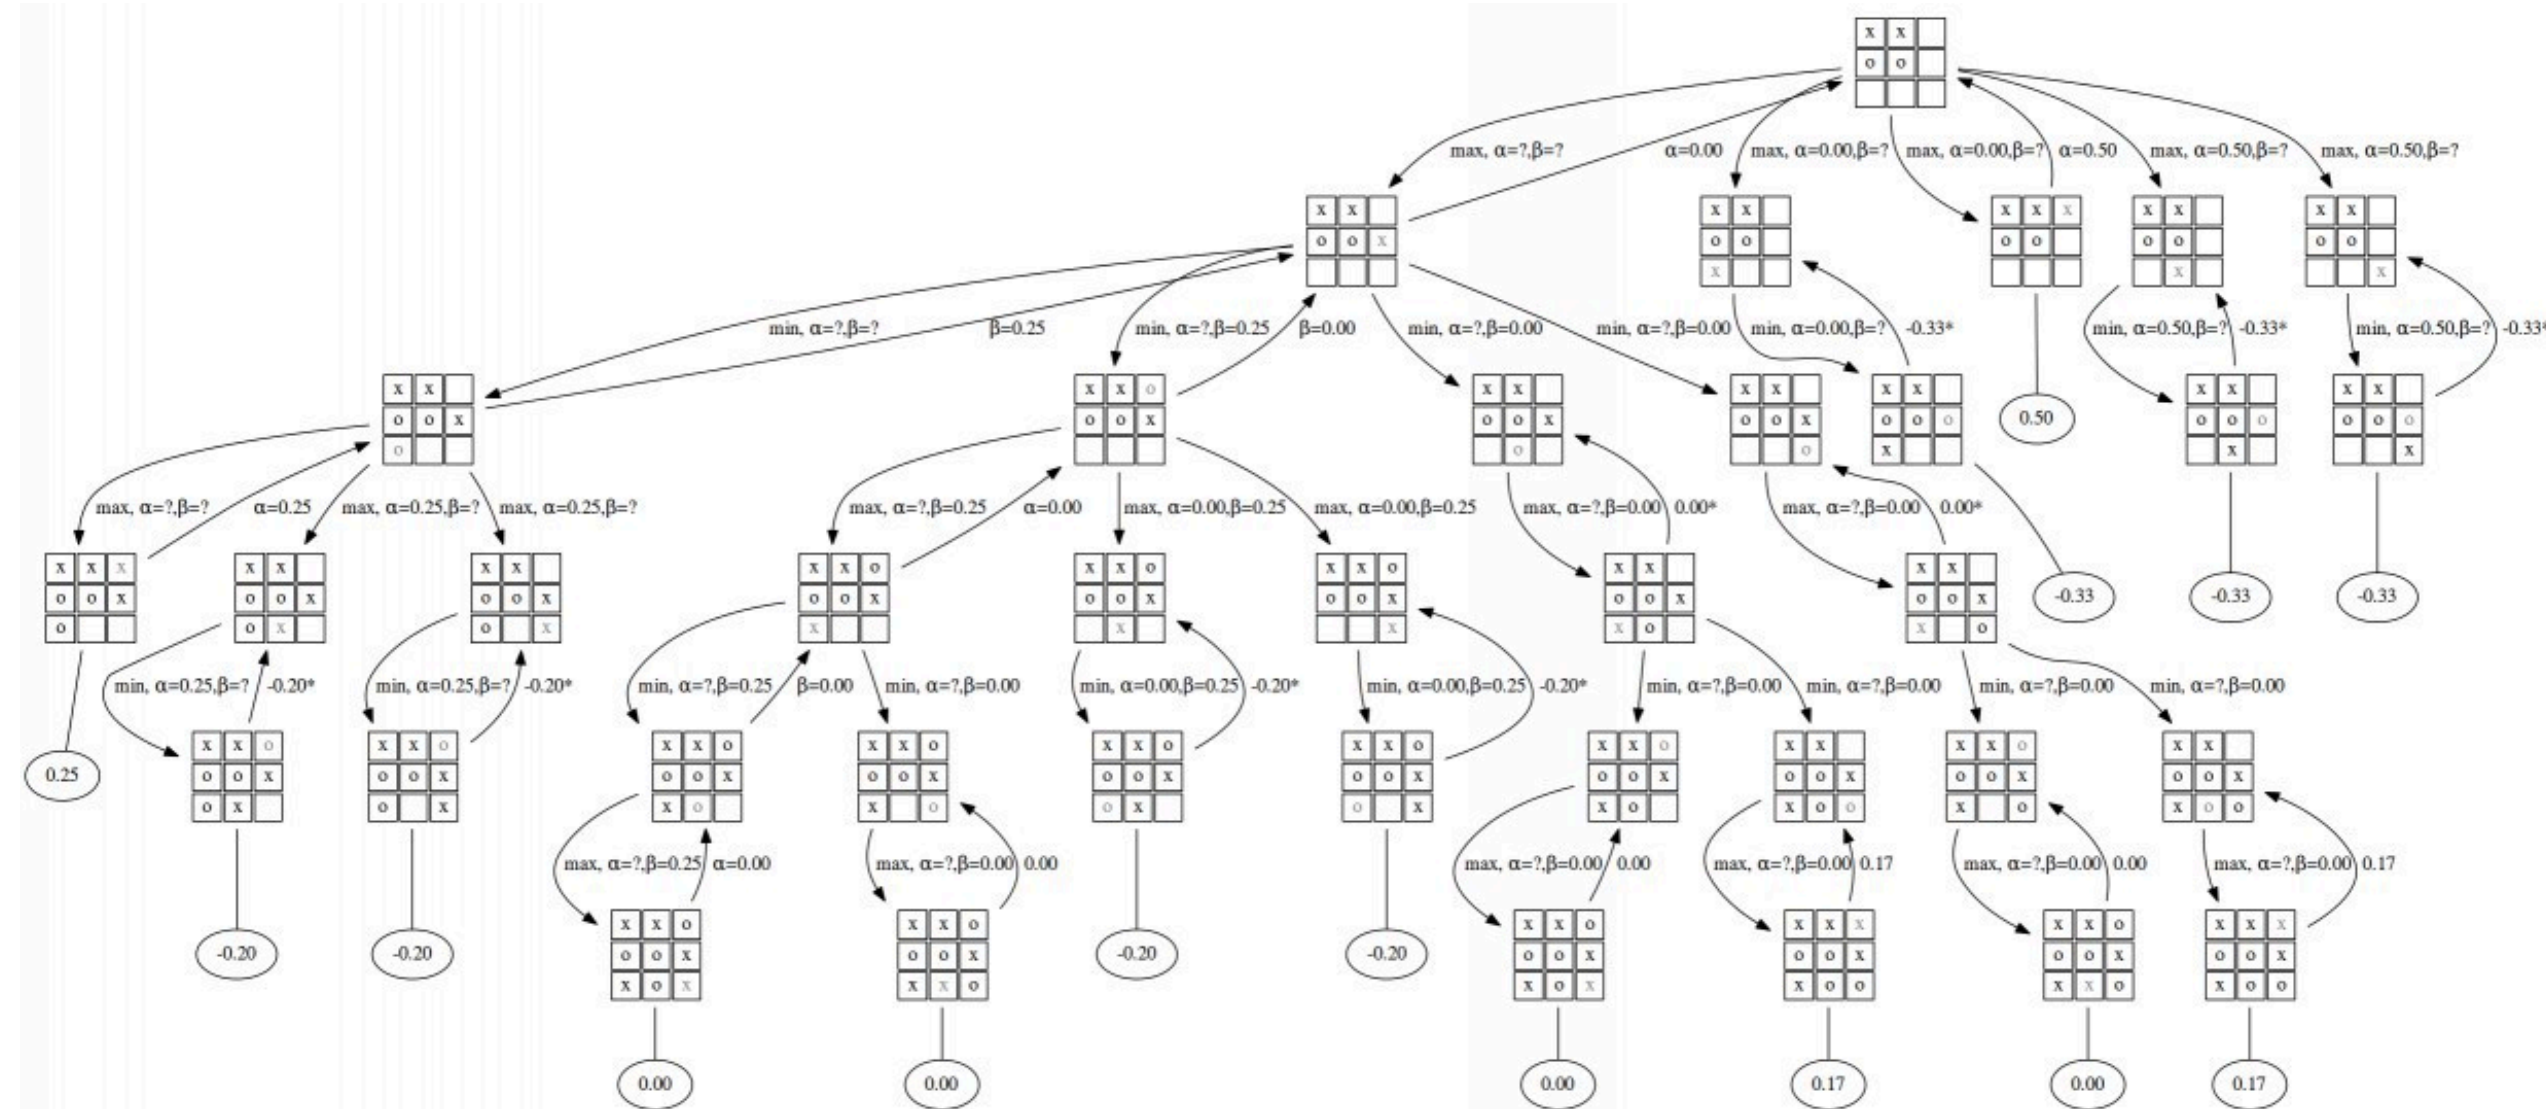 x x
o o
max, α=?,β=? α=0.00 max, α=0.00,β=? max, α=0.00,β=? α=0.50 max, α=0.50,β=? max, α=0.50,β=?
x x x x x x x x x x x
o o x o o o o o o o o
x x x
min, α=?,β=? β=0.25 min, α=?,β=0.25 β=0.00 min, α=?,β=0.00 min, α=?,β=0.00 min, α=0.00,β=? -0.33* min, α=0.50,β=? -0.33* min, α=0.50,β=? -0.33*
x x x x o x x x x x x x x x x
o o x o o x o o x o o x o o o 0.50 o o o o o o
o o o x x x
max, α=?,β=? α=0.25 max, α=0.25,β=? max, α=0.25,β=? max, α=?,β=0.25 α=0.00 max, α=0.00,β=0.25 max, α=0.00,β=0.25 max, α=?,β=0.00 0.00* max, α=?,β=0.00 0.00*
x x x x x x x x x o x x o x x o x x x x
o o x o o x o o x o o x o o x o o x o o x o o x -0.33 -0.33 -0.33
o o x o x x x x x o x o
min, α=0.25,β=? -0.20* min, α=0.25,β=? -0.20* min, α=?,β=0.25 β=0.00 min, α=?,β=0.00 min, α=0.00,β=0.25 -0.20* min, α=0.00,β=0.25 -0.20* min, α=?,β=0.00 min, α=?,β=0.00 min, α=?,β=0.00 min, α=?,β=0.00
x x o x x o x x o x x o x x o x x o x x o x x x x o x x
0.25 o o x o o x o o x o o x o o x o o x o o x o o x o o x o o x
o x o x x o x o o x o x x o x o o x o x o o
max, α=?,β=0.25 α=0.00 max, α=?,β=0.00 0.00 max, α=?,β=0.00 0.00 max, α=?,β=0.00 0.17 max, α=?,β=0.00 0.00 max, α=?,β=0.00 0.17
x x o x x o x x o x x x x x o x x x
-0.20 -0.20 o o x o o x -0.20 -0.20 o o x o o x o o x o o x
x o x x x o x o x x o o x x o x o o
0.00 0.00 0.00 0.17 0.00 0.17